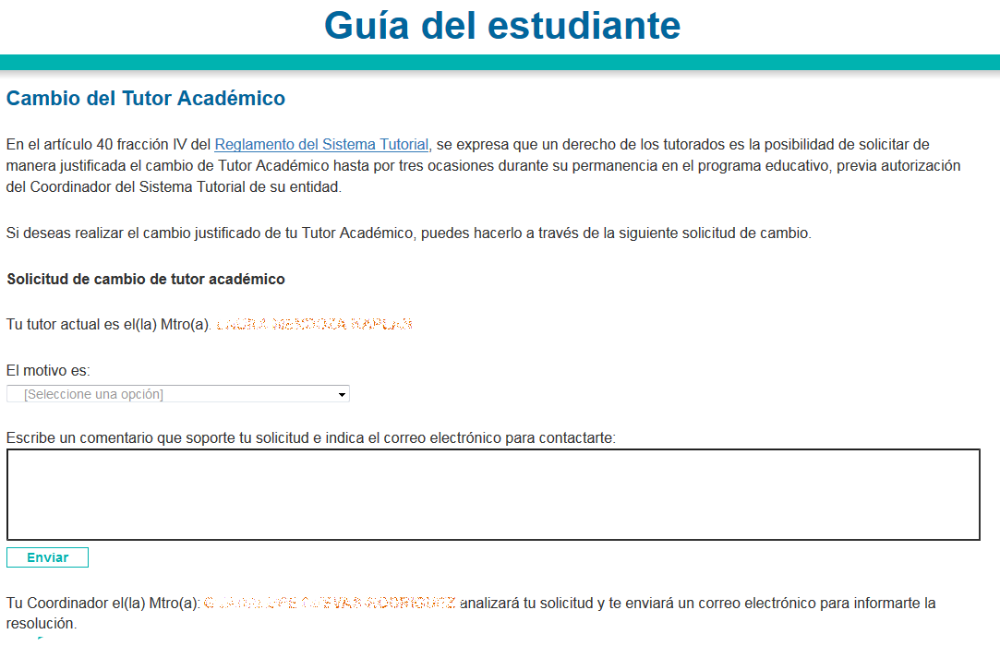 Guía del estudiante
Cambio del Tutor Académico
En el artículo 40 fracción IV del Reglamento del Sistema Tutorial, se expresa que un derecho de los tutorados es la posibilidad de solicitar de
manera justificada el cambio de Tutor Académico hasta por tres ocasiones durante su permanencia en el programa educativo, previa autorización
del Coordinador del Sistema Tutorial de su entidad.
Si deseas realizar el cambio justificado de tu Tutor Académico, puedes hacerlo a través de la siguiente solicitud de cambio.
Solicitud de cambio de tutor académico
Tu tutor actual es el(la) Mtro(a).
El motivo es:
[Seleccione una opción]
Escribe un comentario que soporte tu solicitud e indica el correo electrónico para contactarte:
Enviar
Tu Coordinador el(la) Mtro(a): analizará tu solicitud y te enviará un correo electrónico para informarte la
resolución.